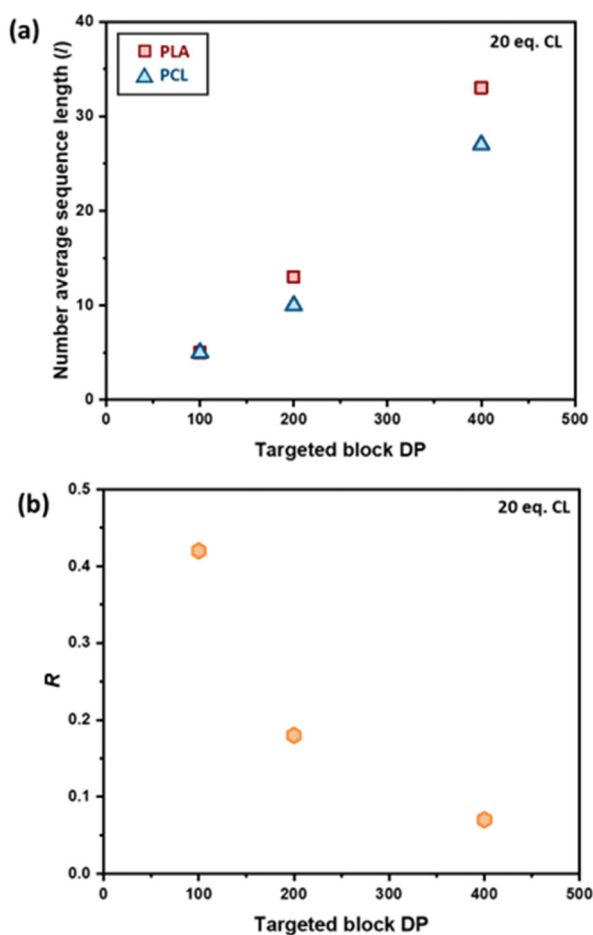 (a)
20 eq. CL
PLA
PCL
Number average sequence length (l)
40
30
20
10
0
0 100 200 300 400 500
Targeted block DP
(b)
20 eq. CL
R
0.5
0.4
0.3
0.2
0.1
0.0
0 100 200 300 400 500
Targeted block DP